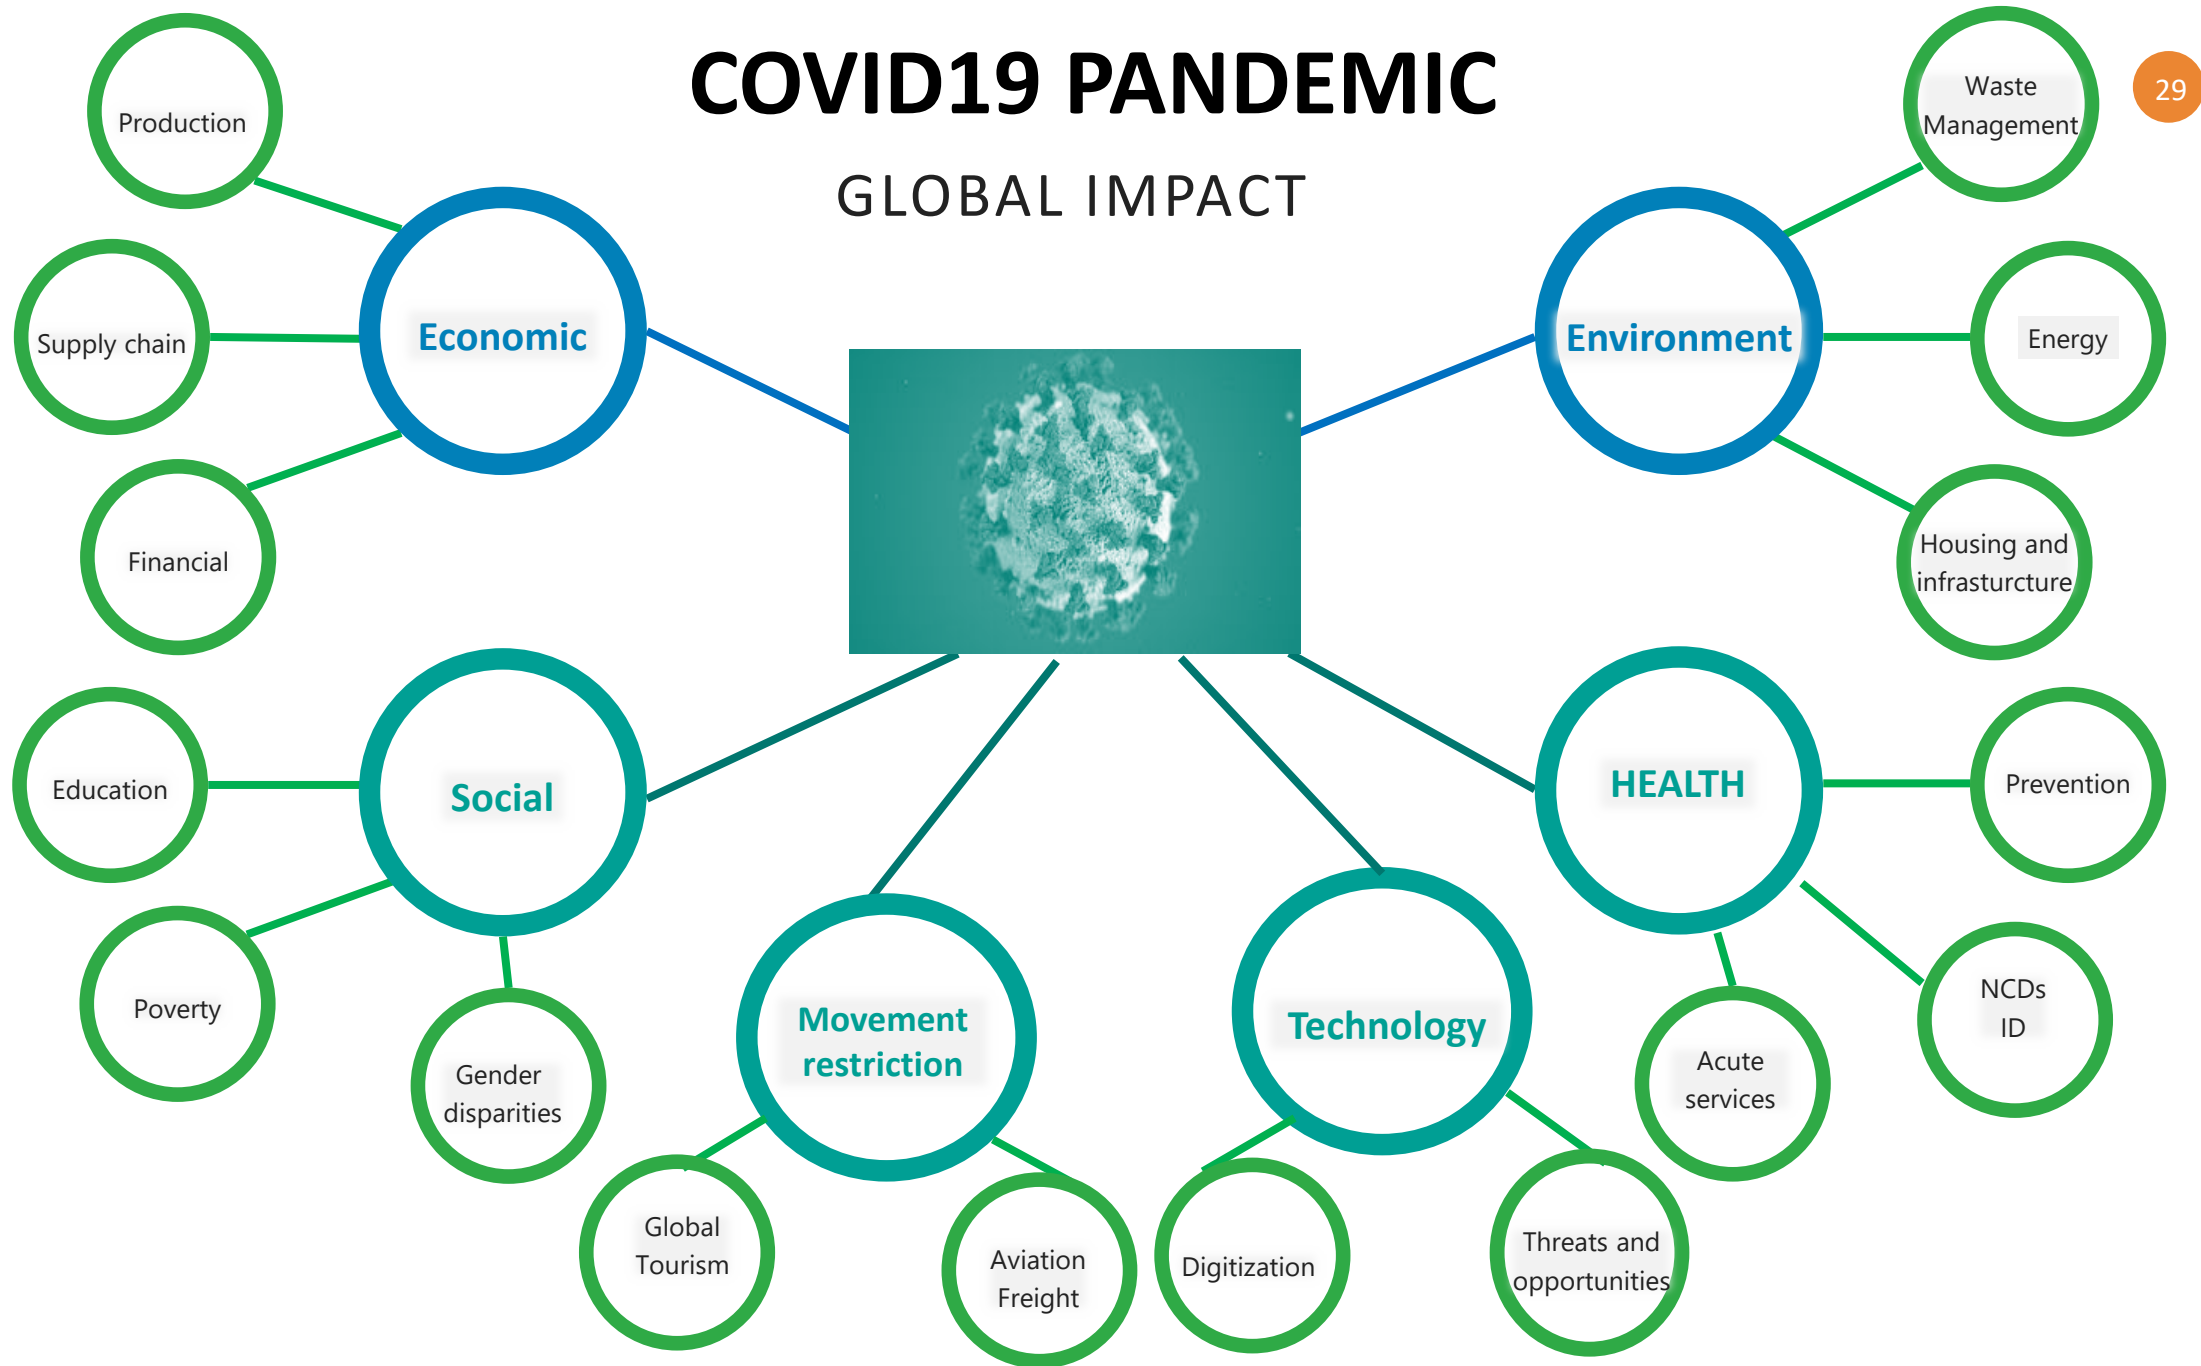 COVID19 PANDEMIC
GLOBAL IMPACT
29
Production
Supply chain
Financial
Economic
Waste
Management
Energy
Housing and
infrasturcture
Environment
Education
Poverty
Gender
disparities
Social
Movement
restriction
Global
Tourism
Aviation
Freight
Technology
Digitization
Threats and
opportunities
HEALTH
Prevention
NCDs
ID
Acute
services